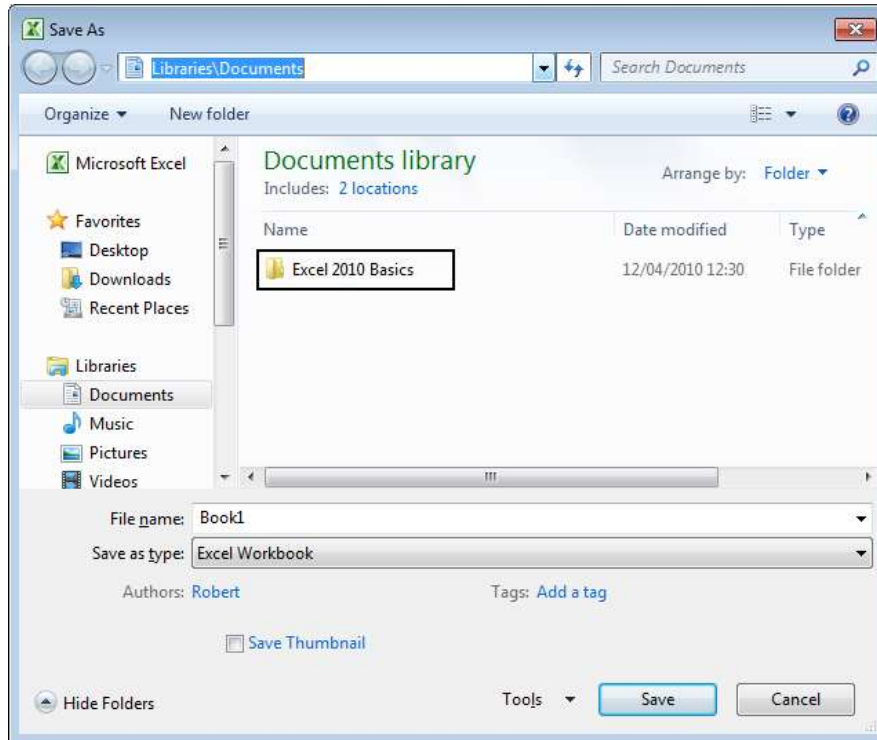 Save As
Libraries\Documents
Search Documents
Organize
New folder
Microsoft Excel
Favorites
Desktop
Downloads
Recent Places
Libraries
Documents
Music
Pictures
Videos
Documents library
Includes: 2 locations
Arrange by: Folder
Name Date modified Type
Excel 2010 Basics 12/04/2010 12:30 File folder
File name: Book1
Save as type: Excel Workbook
Authors: Robert
Tags: Add a tag
Save Thumbnail
Hide Folders
Tools
Save
Cancel